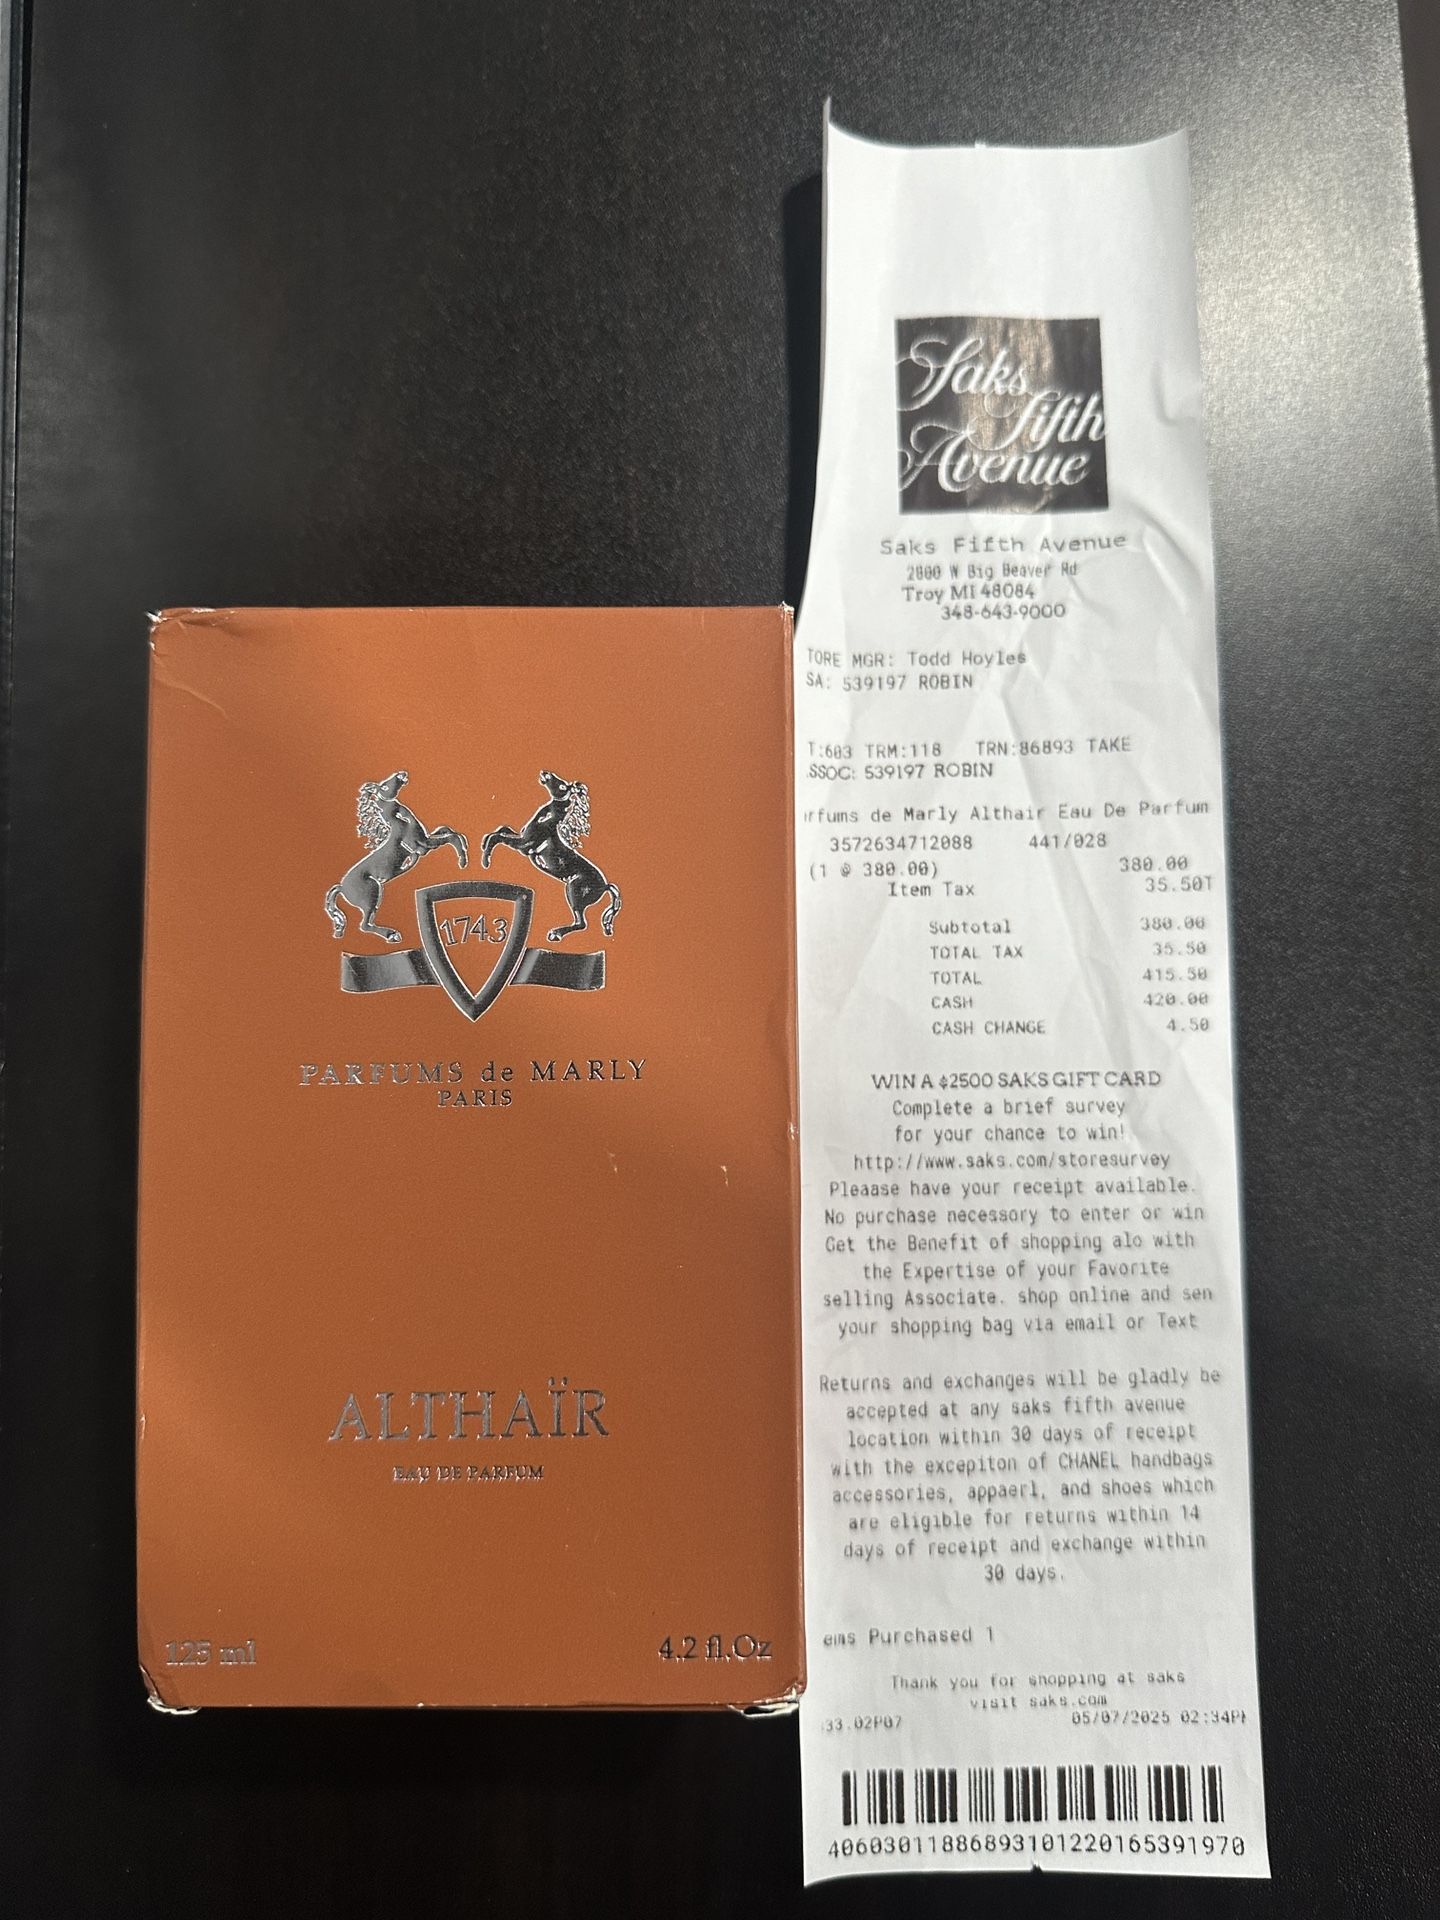 1743
PARFUMS de MARLY
PARIS
ALTHAÏR
EAU DE PARFUM
125 ml
4.2 fl.Oz
Saks
Fifth
Avenue
Saks Fifth Avenue
2800 W Big Beaver Rd
Troy MI 48084
348-643-9000
TORE MGR: Todd Hoyles
SA: 539197 ROBIN
T:603 TRM:118 TRN:86893 TAKE
SSOC: 539197 ROBIN
rfums de Marly Althair Eau De Parfum
3572634712088 441/028
(1 @ 380.00) 380.00
Item Tax 35.50T
Subtotal 380.00
TOTAL TAX 35.50
TOTAL 415.50
CASH 420.00
CASH CHANGE 4.50
WIN A $2500 SAKS GIFT CARD
Complete a brief survey
for your chance to win!
http://www.saks.com/storesurvey
Pleaase have your receipt available.
No purchase necessary to enter or win
Get the Benefit of shopping alo with
the Expertise of your Favorite
selling Associate. shop online and sen
your shopping bag via email or Text
Returns and exchanges will be gladly be
accepted at any saks fifth avenue
location within 30 days of receipt
with the excepiton of CHANEL handbags
accessories, appaerl, and shoes which
are eligible for returns within 14
days of receipt and exchange within
30 days.
ems Purchased 1
Thank you for shopping at saks
visit saks.com
33.02P07 05/07/2025 02:34PM
40603011886893101220165391970